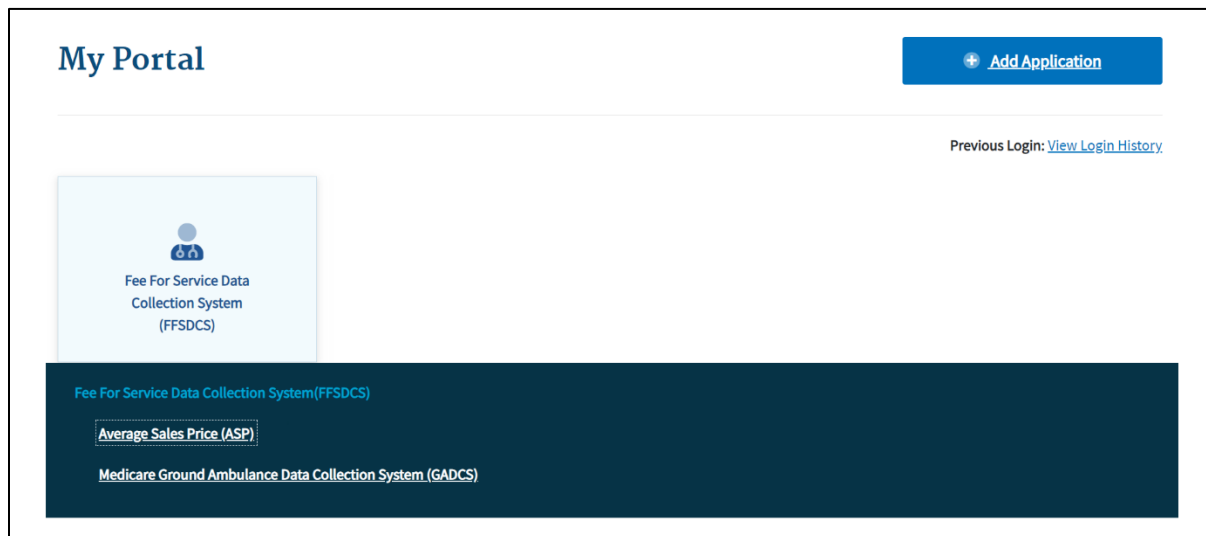 My Portal
Add Application
Previous Login: View Login History
Fee For Service Data
Collection System
(FFSDCS)
Fee For Service Data Collection System(FFSDCS)
Average Sales Price (ASP)
Medicare Ground Ambulance Data Collection System (GADCS)